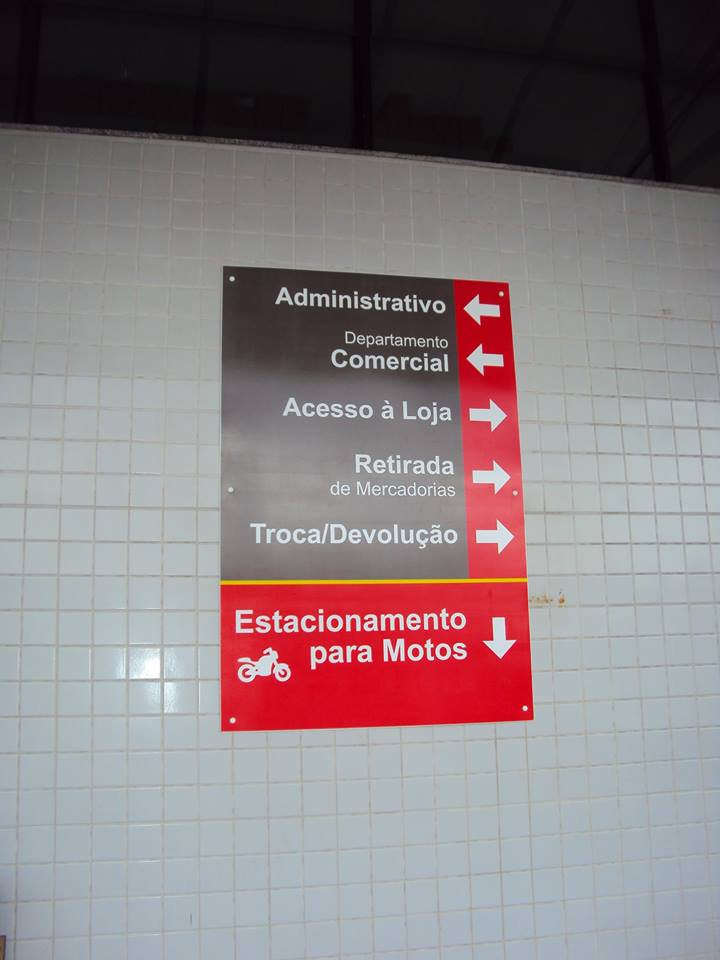 Administrativo
Departamento
Comercial
Acesso à Loja
Retirada
de Mercadorias
Troca/Devolução
Estacionamento
para Motos